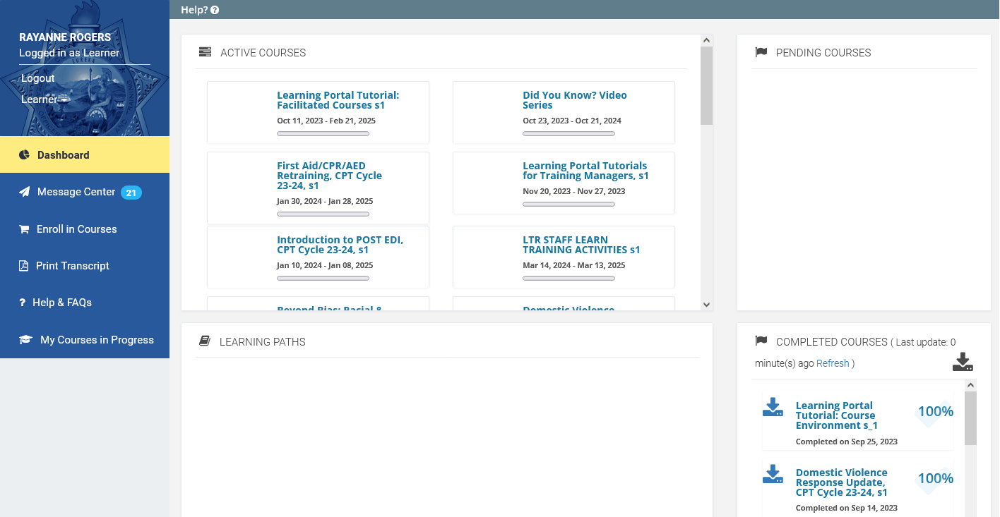 Help?
RAYANNE ROGERS
Logged in as Learner
Logout
Learner
EUREKA
Dashboard
Message Center 21
Enroll in Courses
Print Transcript
? Help & FAQs
My Courses in Progress
ACTIVE COURSES
Learning Portal Tutorial:
Facilitated Courses s1
Oct 11, 2023 - Feb 21, 2025
Did You Know? Video
Series
Oct 23, 2023 - Oct 21, 2024
First Aid/CPR/AED
Retraining, CPT Cycle
23-24, s1
Jan 30, 2024 - Jan 28, 2025
Learning Portal Tutorials
for Training Managers, s1
Nov 20, 2023 - Nov 27, 2023
Introduction to POST EDI,
CPT Cycle 23-24, s1
Jan 10, 2024 - Jan 08, 2025
LTR STAFF LEARN
TRAINING ACTIVITIES s1
Mar 14, 2024 - Mar 13, 2025
Beyond Bias: Racial &
Domestic Violence
PENDING COURSES
LEARNING PATHS
COMPLETED COURSES ( Last update: 0
minute(s) ago Refresh )
Learning Portal
Tutorial: Course
Environment s_1
Completed on Sep 25, 2023
100%
Domestic Violence
Response Update,
CPT Cycle 23-24, s1
Completed on Sep 14, 2023
100%